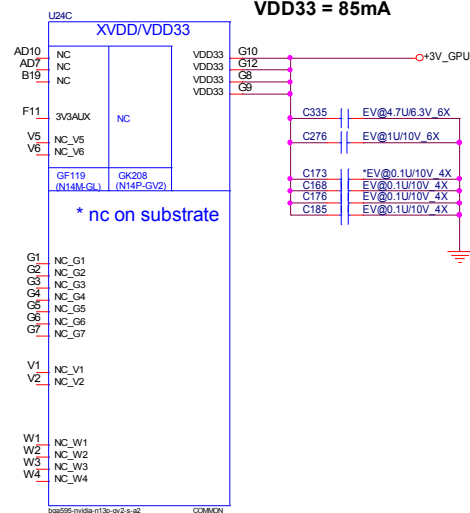 VDD33 = 85mA
U24C
XVDD/VDD33
AD10 NC VDD33 G10 +3V_GPU
AD7 NC VDD33 G12
B19 NC VDD33 G8
VDD33 G9
F11 3V3AUX NC
C335 EV@4.7U/6.3V_6X
V5 NC_V5 C276 EV@1U/10V_6X
V6 NC_V6
GF119 GK208
(N14M-GL) (N14P-GV2)
C173 *EV@0.1U/10V_4X
C168 EV@0.1U/10V_4X
C176 EV@0.1U/10V_4X
C185 EV@0.1U/10V_4X
* nc on substrate
G1 NC_G1
G2 NC_G2
G3 NC_G3
G4 NC_G4
G5 NC_G5
G6 NC_G6
G7 NC_G7
V1 NC_V1
V2 NC_V2
W1 NC_W1
W2 NC_W2
W3 NC_W3
W4 NC_W4
bga595-nvidia-n13p-gv2-s-a2 COMMON